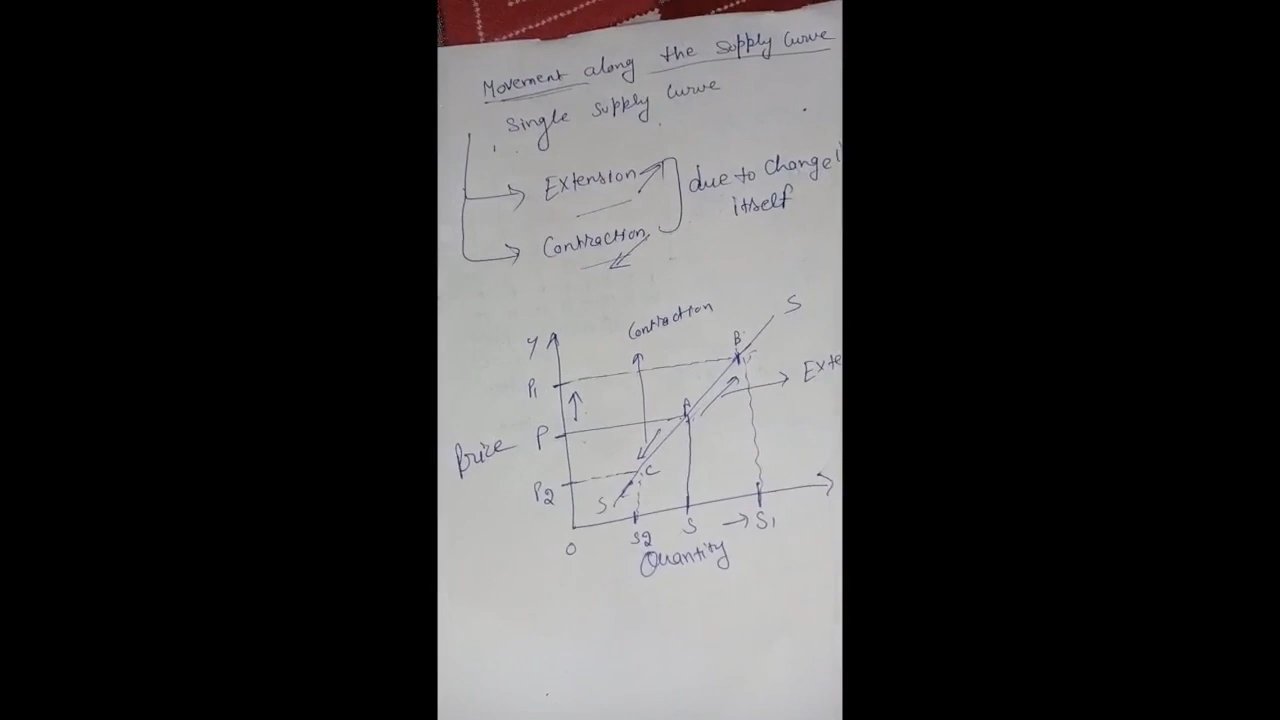 Movement along the supply curve
single supply curve
Extension
due to change
itself
Contraction
Contraction
S
Y
B
P1
Exte
A
Price
P
C
P2
S
O
S2
S
S1
Quantity